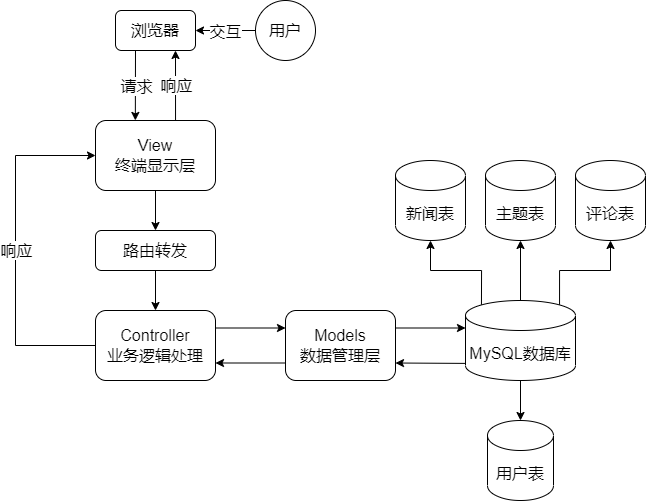 浏览器
交互
用户
请求
响应
View
终端显示层
新闻表
主题表
评论表
路由转发
响应
Controller
业务逻辑处理
Models
数据管理层
MySQL数据库
用户表